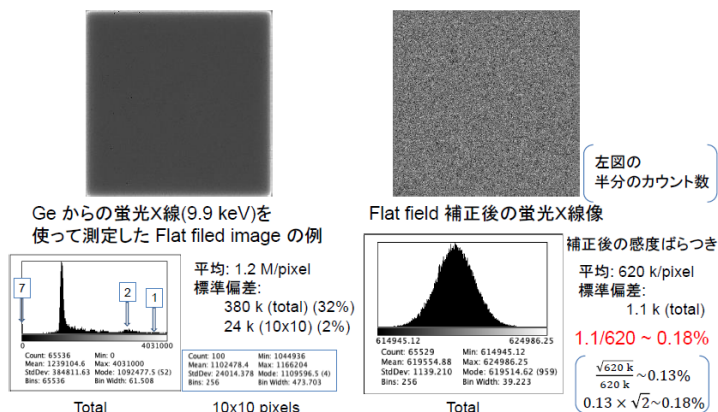 左図の
半分のカウント数
Ge からの蛍光X線(9.9 keV)を
使って測定した Flat filed image の例
Flat field 補正後の蛍光X線像
7
2
1
Count: 65536 Min: 0
Mean: 1239104.6 Max: 4031000
StdDev: 384811.63 Mode: 1092477.5 (52)
Bins: 65536 Bin Width: 61.508
Total
平均: 1.2 M/pixel
標準偏差:
380 k (total) (32%)
24 k (10x10) (2%)
Count: 100 Min: 1044936
Mean: 1102478.4 Max: 1166204
StdDev: 24014.378 Mode: 1109596.5 (4)
Bins: 256 Bin Width: 473.703
10x10 pixels
614945.12 624986.25
Count: 65529 Min: 614945.12
Mean: 619554.88 Max: 624986.25
StdDev: 1139.210 Mode: 619514.62 (959)
Bins: 256 Bin Width: 39.223
Total
補正後の感度ばらつき
平均: 620 k/pixel
標準偏差:
1.1 k (total)
1.1/620 ~ 0.18%
√620 k / 620 k ~0.13%
0.13 × √2~0.18%